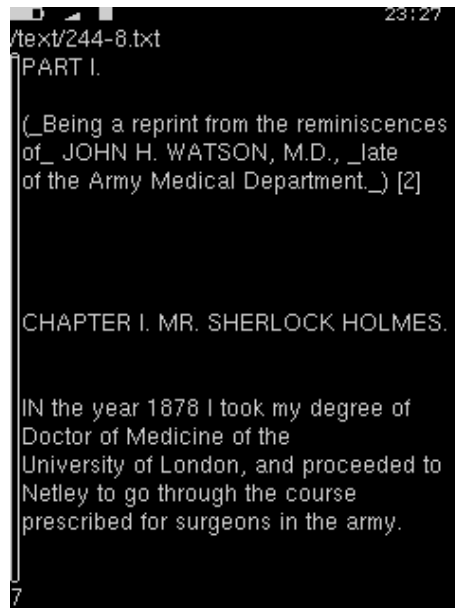 23:27
/text/244-8.txt
PART I.
(_Being a reprint from the reminiscences
of_ JOHN H. WATSON, M.D., _late
of the Army Medical Department._) [2]
CHAPTER I. MR. SHERLOCK HOLMES.
IN the year 1878 I took my degree of
Doctor of Medicine of the
University of London, and proceeded to
Netley to go through the course
prescribed for surgeons in the army.
7